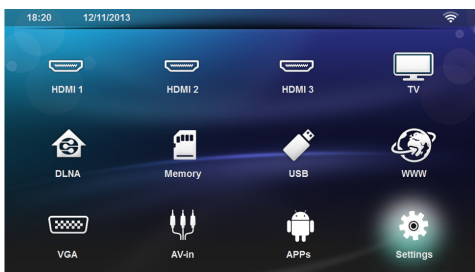 18:20 12/11/2013
HDMI 1 HDMI 2 HDMI 3 TV
DLNA Memory USB WWW
VGA AV-in APPs Settings